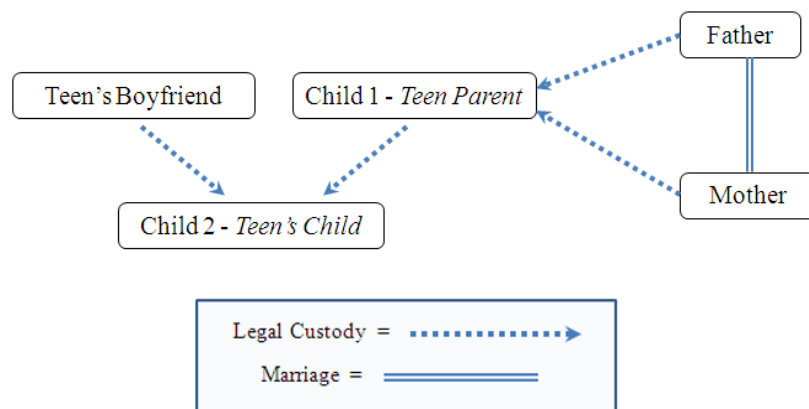 Father
Teen's Boyfriend
Child 1 - Teen Parent
Mother
Child 2 - Teen's Child
Legal Custody =
Marriage =